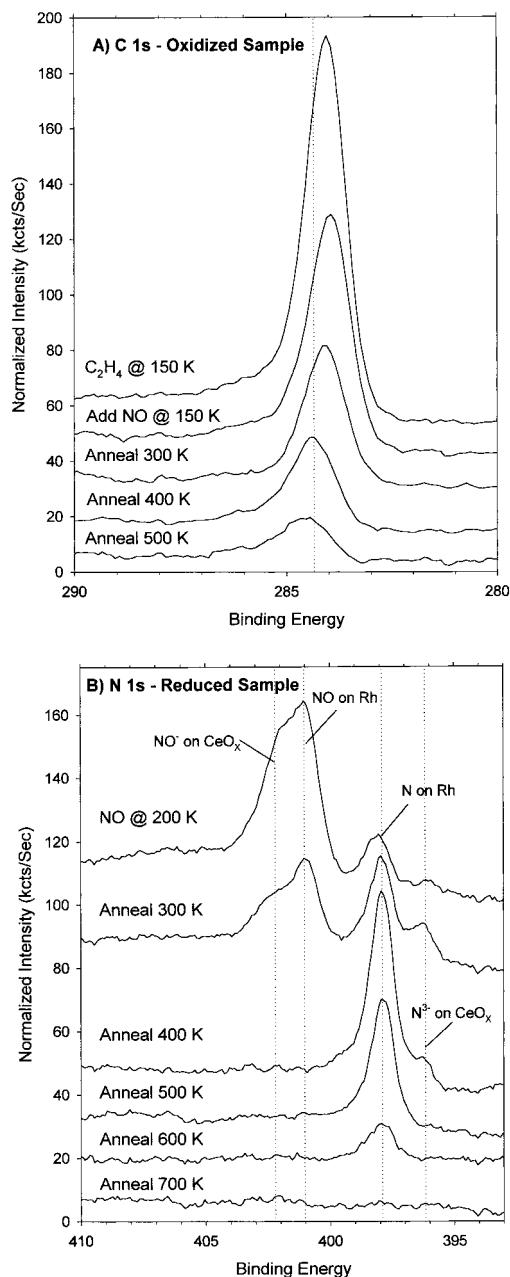 A) C 1s - Oxidized Sample
Normalized Intensity (kcts/Sec)
200
180
160
140
120
100
80
60
40
20
0
C₂H₄ @ 150 K
Add NO @ 150 K
Anneal 300 K
Anneal 400 K
Anneal 500 K
290
285
280
Binding Energy
B) N 1s - Reduced Sample
Normalized Intensity (kcts/Sec)
160
140
120
100
80
60
40
20
0
NO on Rh
NO⁻ on CeOₓ
N on Rh
NO @ 200 K
Anneal 300 K
N³⁻ on CeOₓ
Anneal 400 K
Anneal 500 K
Anneal 600 K
Anneal 700 K
410
405
400
395
Binding Energy